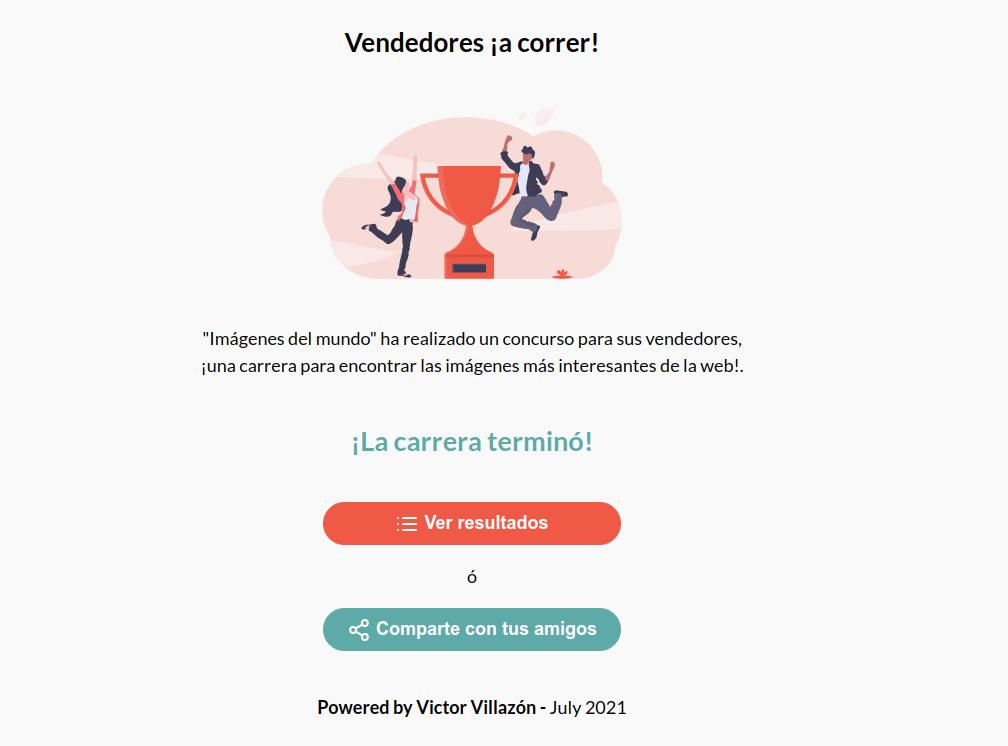 Vendedores ¡a correr!
"Imágenes del mundo" ha realizado un concurso para sus vendedores,
¡una carrera para encontrar las imágenes más interesantes de la web!.
¡La carrera terminó!
Ver resultados
ó
Comparte con tus amigos
Powered by Victor Villazón - July 2021